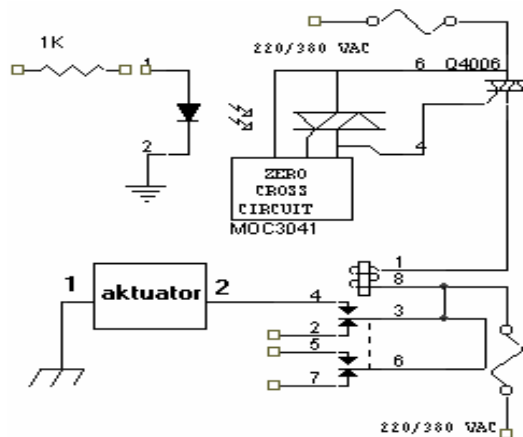 1K
1
2
220/380 VAC
6 Q4006
4
ZERO
CROSS
CIRCUIT
MOC3041
1
8
1 aktuator 2
4
3
2
5
6
7
220/380 VAC